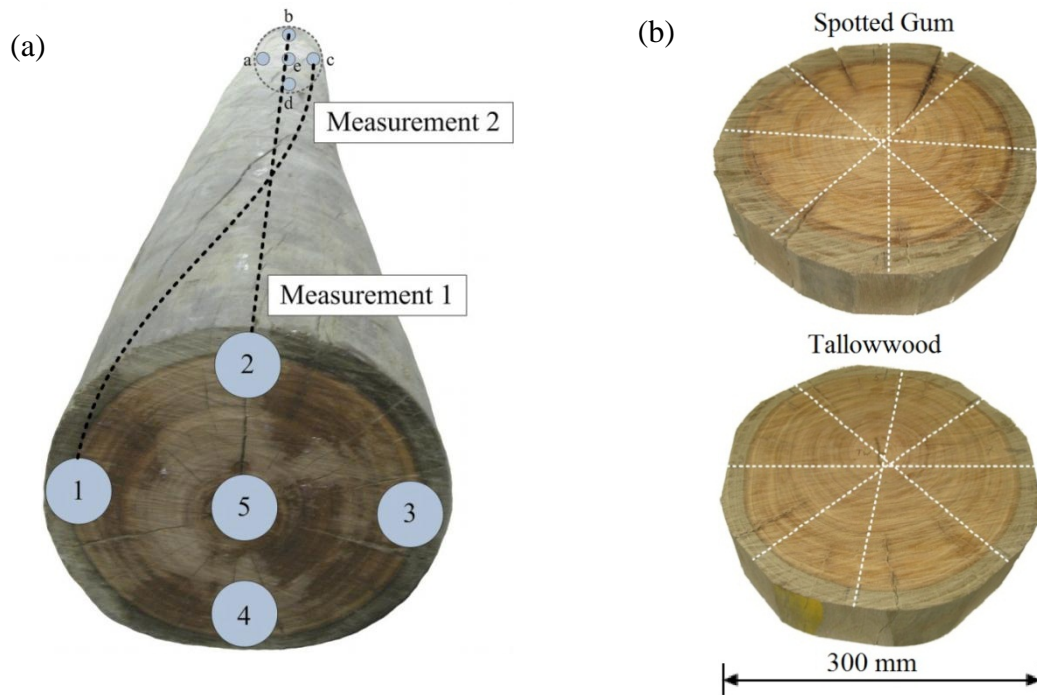 (a)
b
a
e
c
d
Measurement 2
Measurement 1
2
1
5
3
4
(b)
Spotted Gum
Tallowwood
300 mm